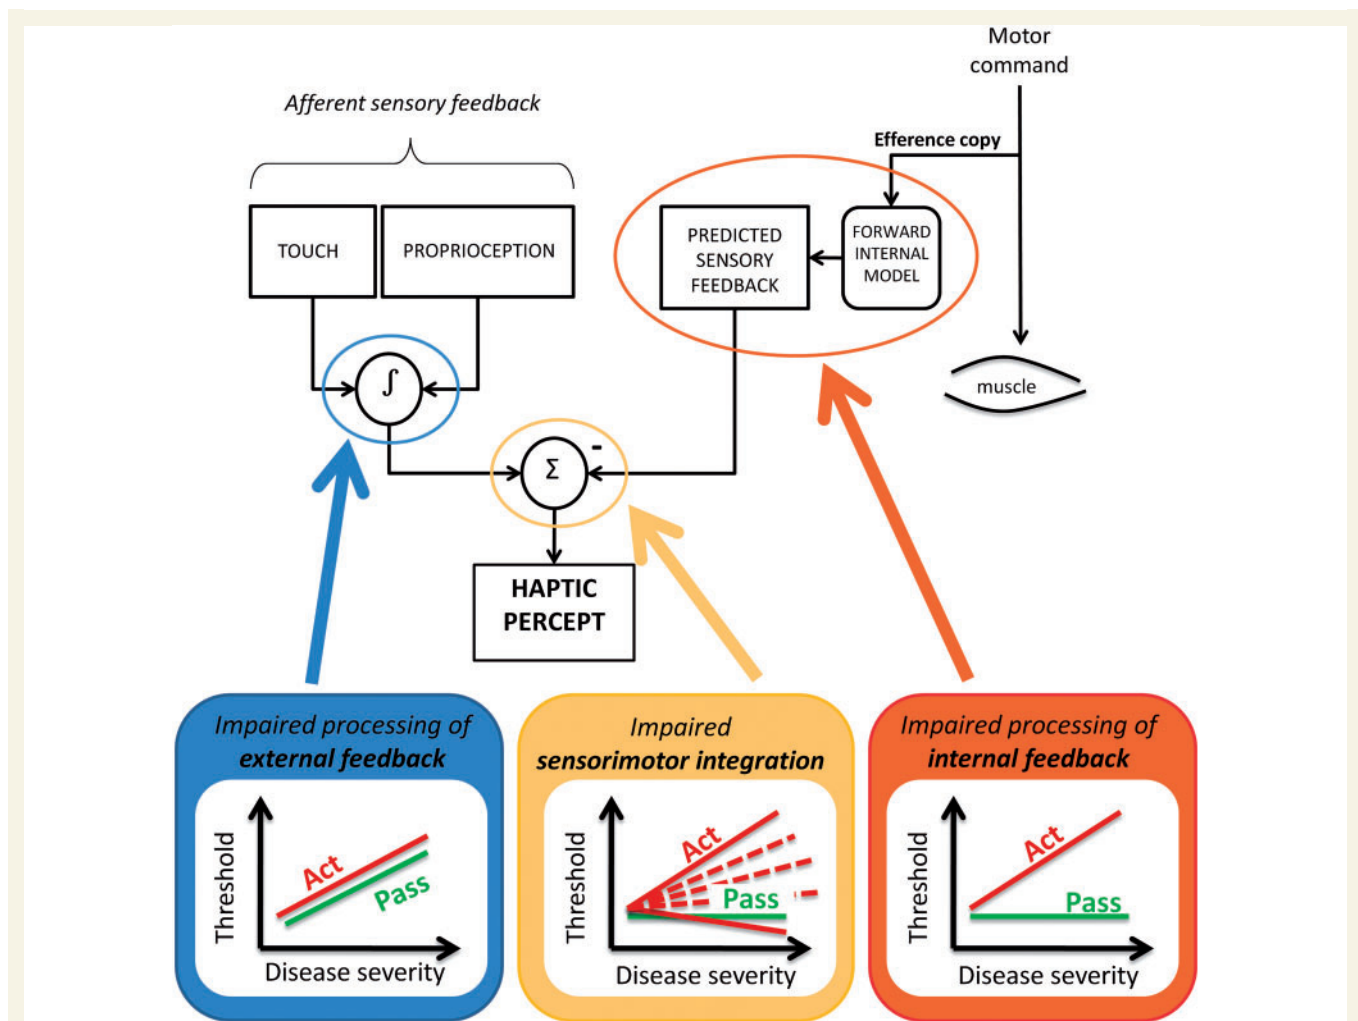 Motor
command
Afferent sensory feedback
Efference copy
TOUCH
PROPRIOCEPTION
PREDICTED
SENSORY
FEEDBACK
FORWARD
INTERNAL
MODEL
muscle
∫
Σ
-
HAPTIC
PERCEPT
Impaired processing of
external feedback
Threshold
Act
Pass
Disease severity
Impaired
sensorimotor integration
Threshold
Act
Pass
Disease severity
Impaired processing of
internal feedback
Threshold
Act
Pass
Disease severity